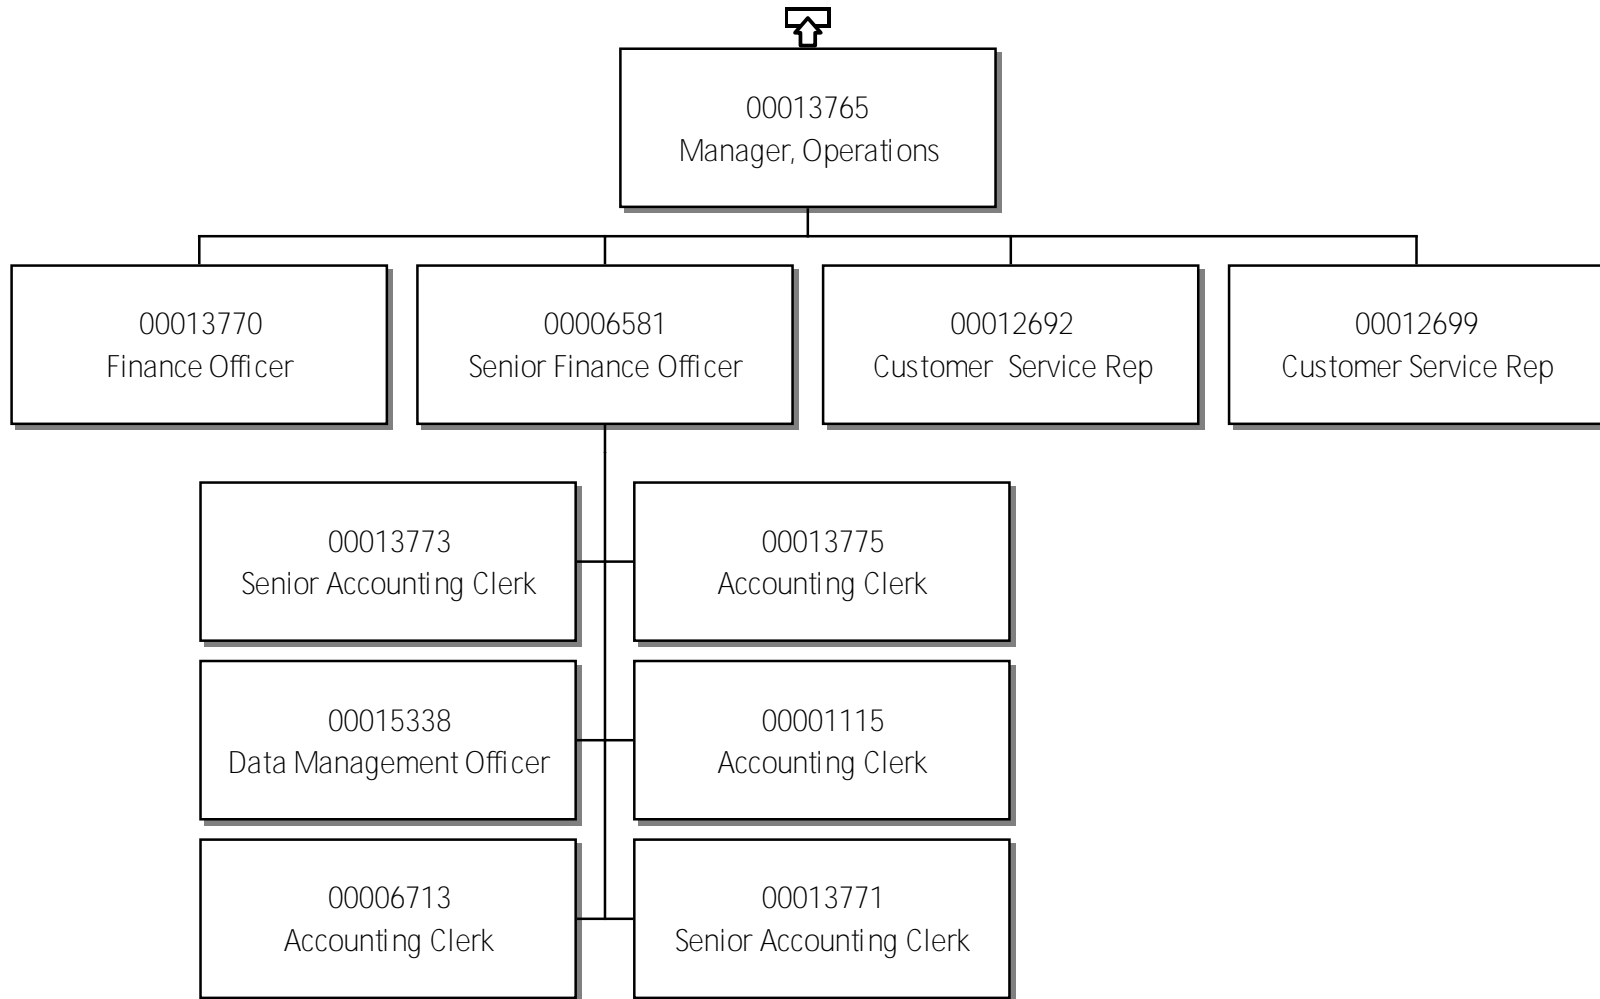 00013765
Manager, Operations
00013770
Finance Officer
00006581
Senior Finance Officer
00012692
Customer  Service Rep
00012699
Customer Service Rep
00013773
Senior Accounting Clerk
00013775
Accounting Clerk
00015338
Data Management Officer
00001115
Accounting Clerk
00006713
Accounting Clerk
00013771
Senior Accounting Clerk